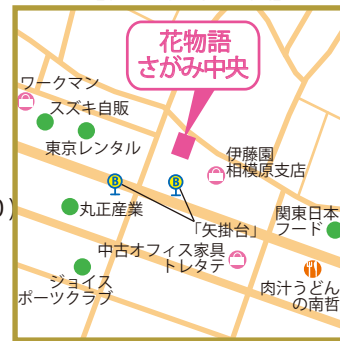 花物語
さがみ中央
ワークマン
スズキ自販
東京レンタル
伊藤園
相模原支店
B
B
丸正産業
「矢掛台」
関東日本
フード
中古オフィス家具
トレタテ
ジョイス
ポーツクラブ
肉汁うどん
の南哲
)